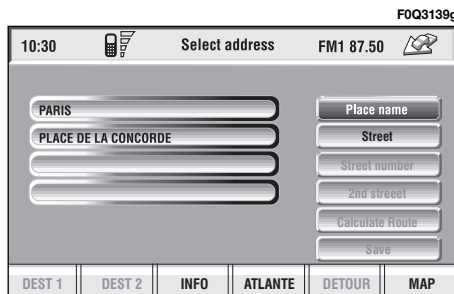 F0Q3139g
10:30 Select address FM1 87.50
PARIS
PLACE DE LA CONCORDE
Place name
Street
Street number
2nd streeet
Calculate Route
Save
DEST 1 DEST 2 INFO ATLANTE DETOUR MAP